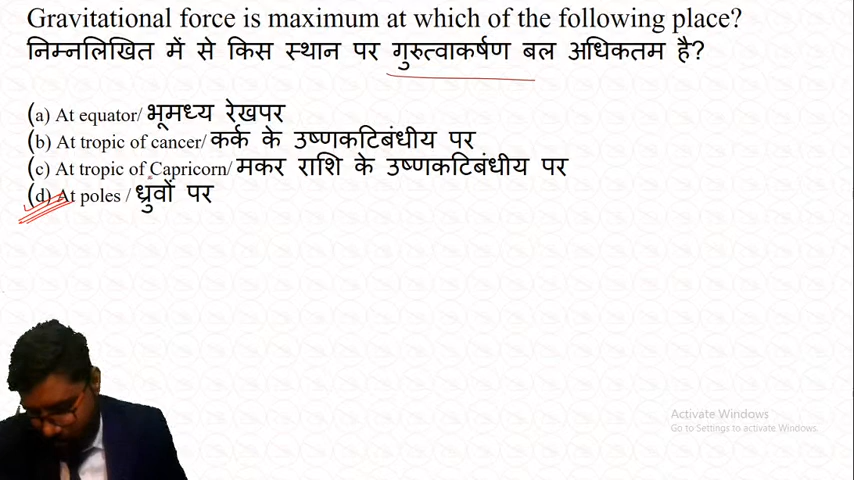 Gravitational force is maximum at which of the following place?
निम्नलिखित में से किस स्थान पर गुरुत्वाकर्षण बल अधिकतम है?
(a) At equator/ भूमध्य रेखपर
(b) At tropic of cancer/ कर्क के उष्णकटिबंधीय पर
(c) At tropic of Capricorn/ मकर राशि के उष्णकटिबंधीय पर
(d) At poles / ध्रुवों पर
Activate Windows
Go to Settings to activate Windows.